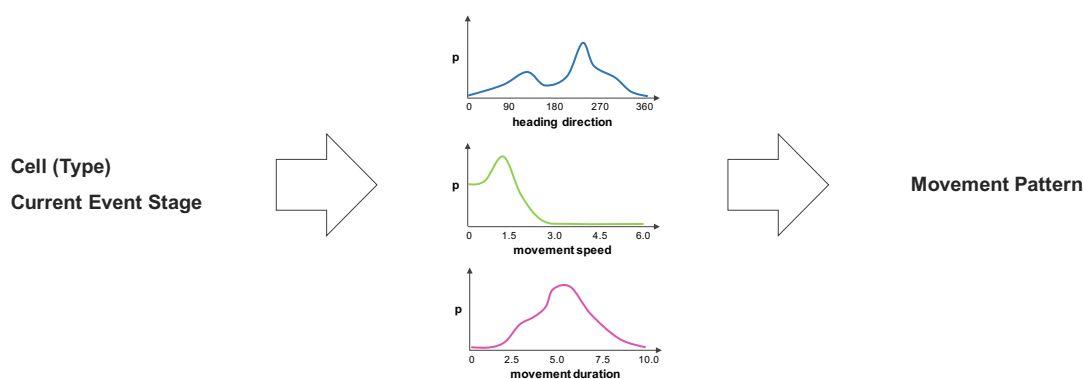 Cell (Type)
Current Event Stage
p
0 90 180 270 360
heading direction
p
0 1.5 3.0 4.5 6.0
movement speed
p
0 2.5 5.0 7.5 10.0
movement duration
Movement Pattern